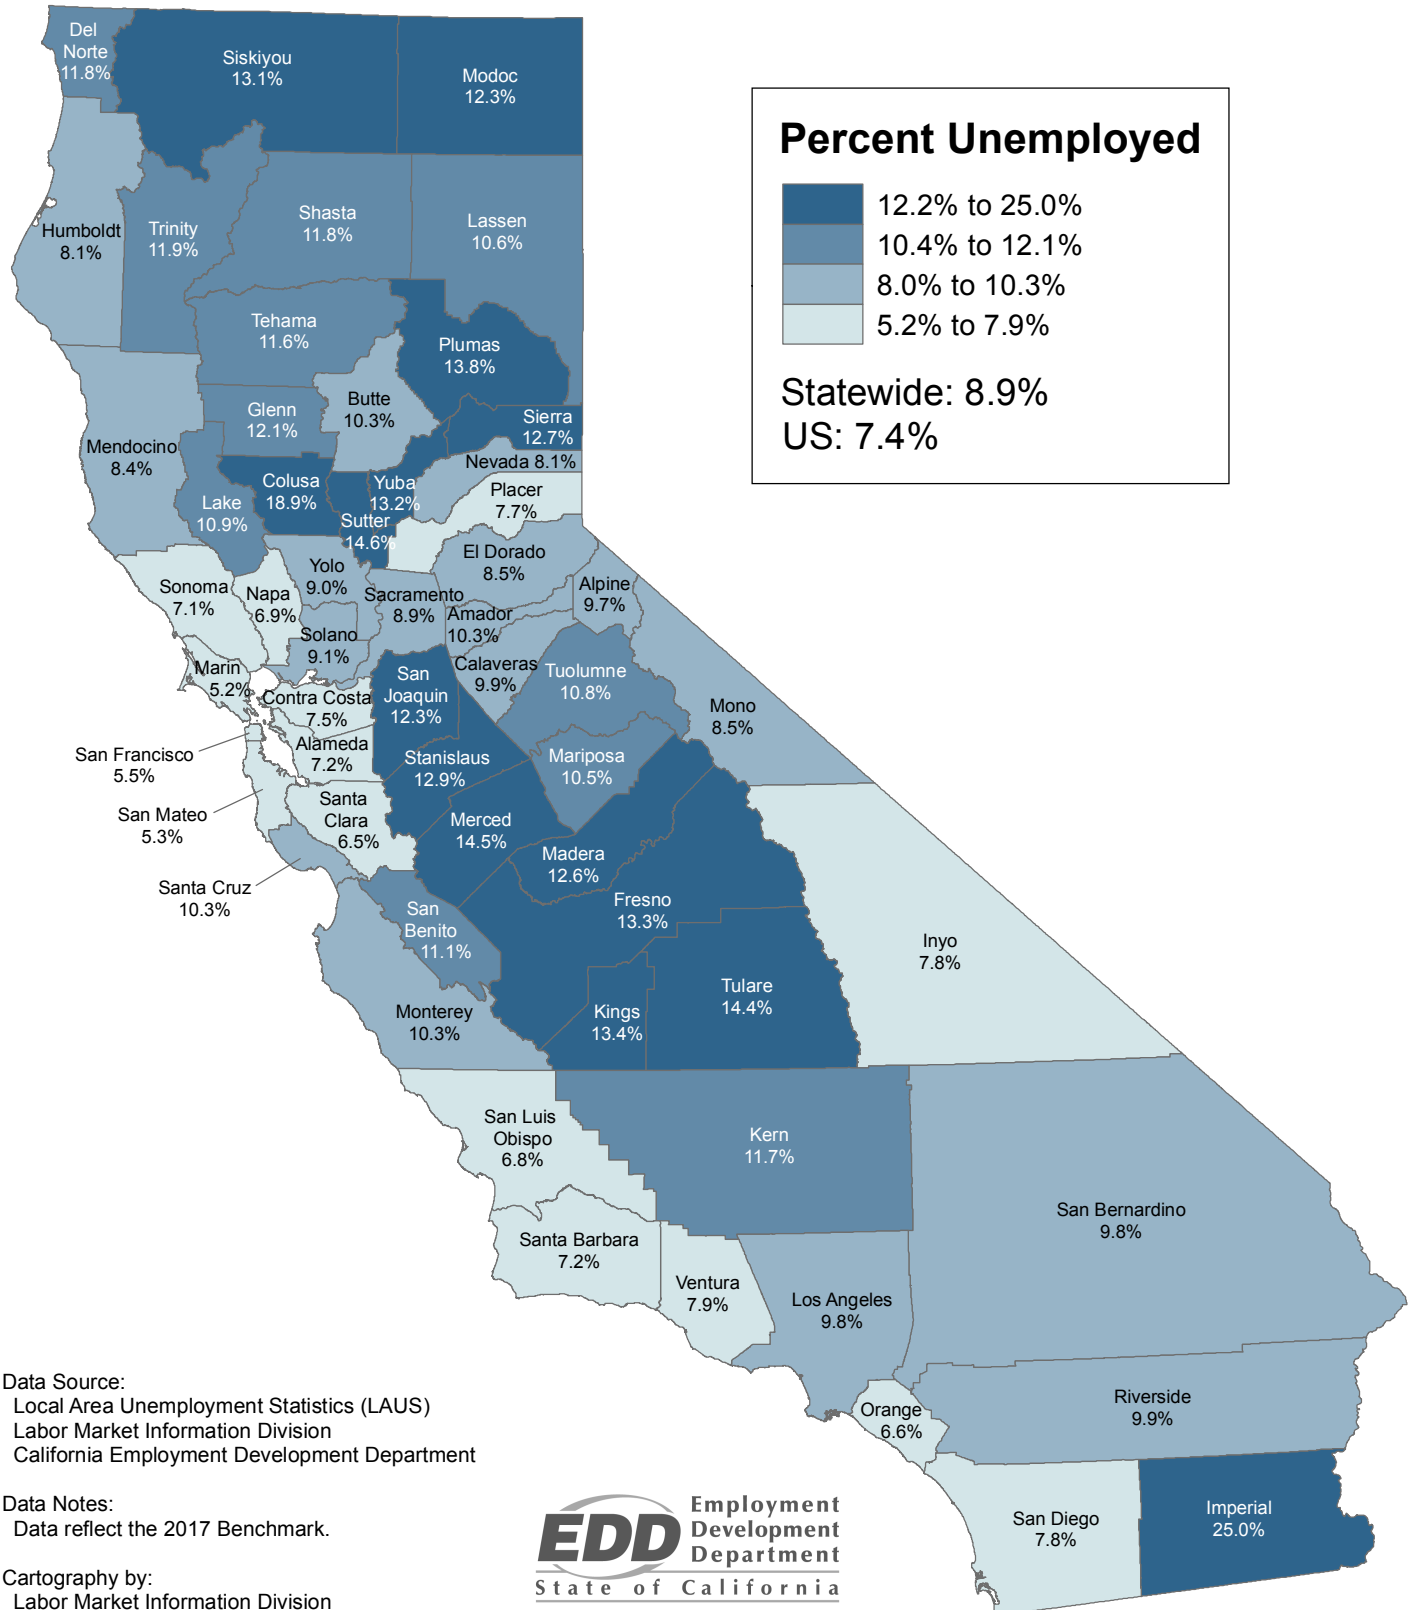 Del
Norte
11.8%
Siskiyou
13.1%
Modoc
12.3%
Percent Unemployed
12.2% to 25.0%
10.4% to 12.1%
8.0% to 10.3%
5.2% to 7.9%
Statewide: 8.9%
US: 7.4%
Humboldt
8.1%
Trinity
11.9%
Shasta
11.8%
Lassen
10.6%
Tehama
11.6%
Plumas
13.8%
Mendocino
8.4%
Glenn
12.1%
Butte
10.3%
Sierra
12.7%
Nevada 8.1%
Lake
10.9%
Colusa
18.9%
Yuba
13.2%
Sutter
14.6%
Placer
7.7%
El Dorado
8.5%
Sonoma
7.1%
Napa
6.9%
Yolo
9.0%
Sacramento
8.9%
Amador
10.3%
Alpine
9.7%
Solano
9.1%
Marin
5.2%
Contra Costa
7.5%
San
Joaquin
12.3%
Calaveras
9.9%
Tuolumne
10.8%
Mono
8.5%
San Francisco
5.5%
Alameda
7.2%
Stanislaus
12.9%
Mariposa
10.5%
San Mateo
5.3%
Santa
Clara
6.5%
Merced
14.5%
Madera
12.6%
Santa Cruz
10.3%
San
Benito
11.1%
Fresno
13.3%
Inyo
7.8%
Monterey
10.3%
Kings
13.4%
Tulare
14.4%
San Luis
Obispo
6.8%
Kern
11.7%
San Bernardino
9.8%
Santa Barbara
7.2%
Ventura
7.9%
Los Angeles
9.8%
Orange
6.6%
Riverside
9.9%
San Diego
7.8%
Imperial
25.0%
Data Source:
Local Area Unemployment Statistics (LAUS)
Labor Market Information Division
California Employment Development Department
Data Notes:
Data reflect the 2017 Benchmark.
Cartography by:
Labor Market Information Division
EDD
Employment
Development
Department
State of California